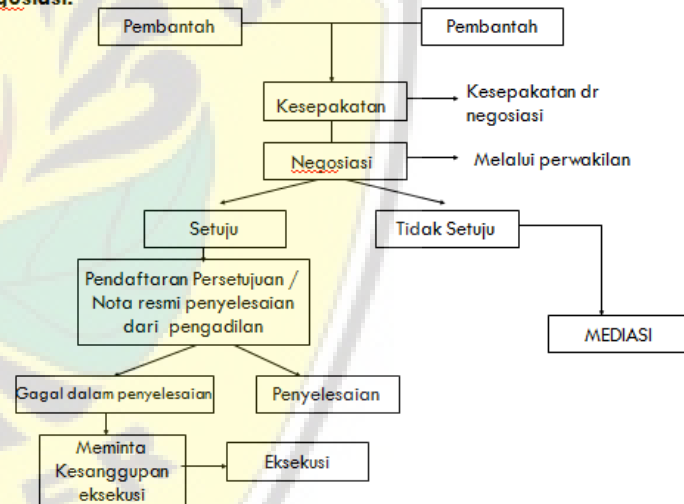 Pembantah
Pembantah
Kesepakatan
Kesepakatan dr
negosiasi
Negosiasi
Melalui perwakilan
Setuju
Tidak Setuju
Pendaftaran Persetujuan /
Nota resmi penyelesaian
dari pengadilan
MEDIASI
Gagal dalam penyelesaian
Penyelesaian
Meminta
Kesanggupan
eksekusi
Eksekusi